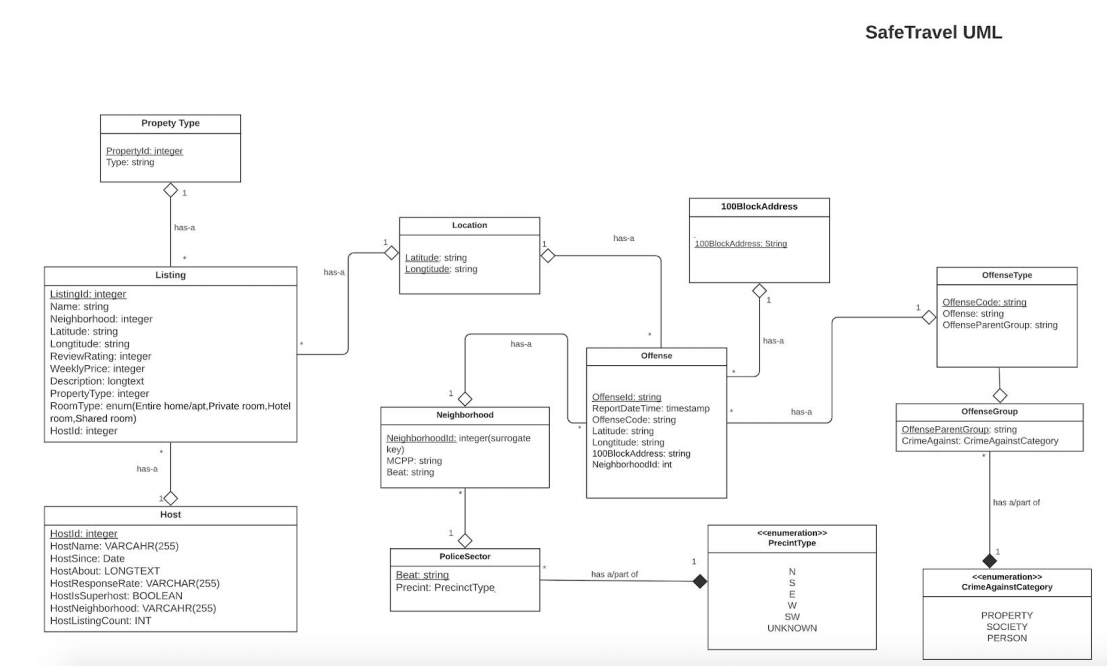 SafeTravel UML
Propety Type
PropertyId: integer
Type: string
1
has-a
*
Listing
ListingId: integer
Name: string
Neighborhood: integer
Latitude: string
Longtitude: string
ReviewRating: integer
WeeklyPrice: integer
Description: longtext
PropertyType: integer
RoomType: enum(Entire home/apt,Private room,Hotel
room,Shared room)
HostId: integer
*
has-a
1
Host
HostId: integer
HostName: VARCAHR(255)
HostSince: Date
HostAbout: LONGTEXT
HostResponseRate: VARCHAR(255)
HostIsSuperhost: BOOLEAN
HostNeighborhood: VARCAHR(255)
HostListingCount: INT
*
has-a
1
Location
Latitude: string
Longtitude: string
1
has-a
*
100BlockAddress
100BlockAddress: String
1
has-a
*
Offense
OffenseId: string
ReportDateTime: timestamp
OffenseCode: string
Latitude: string
Longtitude: string
100BlockAddress: string
NeighborhoodId: int
*
has-a
1
Neighborhood
NeighborhoodId: integer(surrogate
key)
MCPP: string
Beat: string
*
1
PoliceSector
Beat: string
Precint: PrecinctType
*
has a/part of
1
<<enumeration>>
PrecintType
N
S
E
W
SW
UNKNOWN
*
has-a
1
OffenseType
OffenseCode: string
Offense: string
OffenseParentGroup: string
OffenseGroup
OffenseParentGroup: string
CrimeAgainst: CrimeAgainstCategory
*
has a/part of
1
<<enumeration>>
CrimeAgainstCategory
PROPERTY
SOCIETY
PERSON